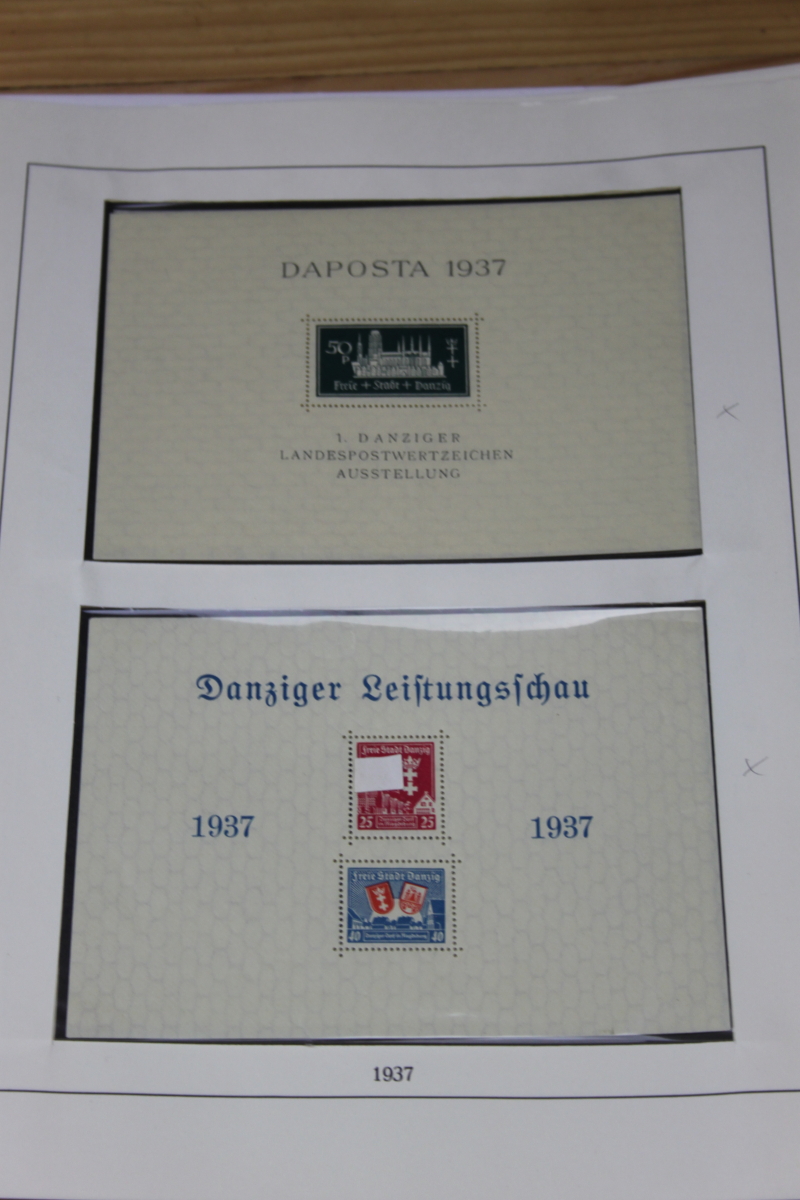 DAPOSTA 1937
50
P
Freie + Stadt + Danzig
1. DANZIGER
LANDESPOSTWERTZEICHEN
AUSSTELLUNG
Danziger Leiſtungsſchau
Freie Stadt Danzig
25 25
1937 1937
Freie Stadt Danzig
40 40
1937